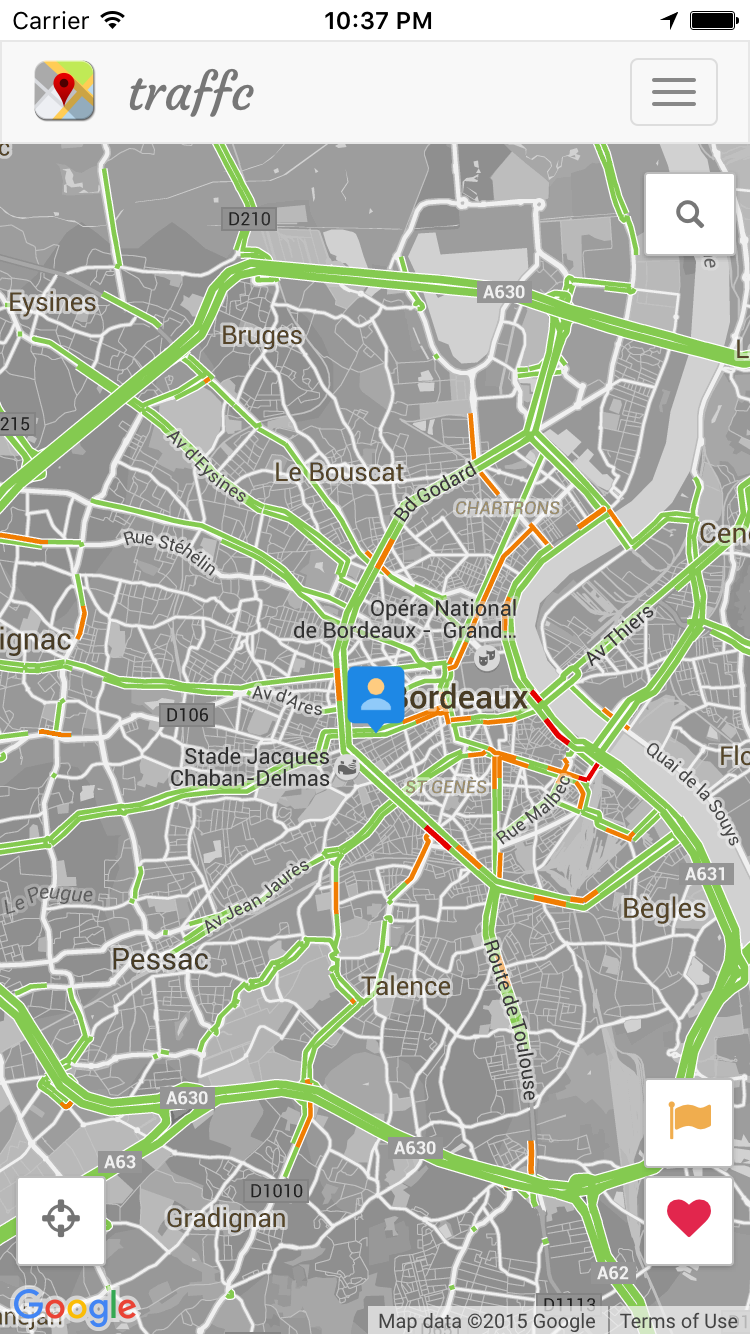 Carrier
10:37 PM
traffc
D210
A630
Eysines
Bruges
215
Le Bouscat
Av d'Eysines
Bd Godard
CHARTRONS
Rue Stéhélin
Cen
Opéra National
de Bordeaux - Grand...
ignac
Av Thiers
Bordeaux
Av d'Ares
D106
Stade Jacques
Chaban-Delmas
ST GENÈS
Rue Malbec
Quai de la Souys
Flo
A631
Le Peugue
Av Jean Jaurès
Bègles
Pessac
Talence
Route de Toulouse
A630
A630
A63
D1010
Gradignan
A62
D1113
Google
Map data ©2015 Google
Terms of Use